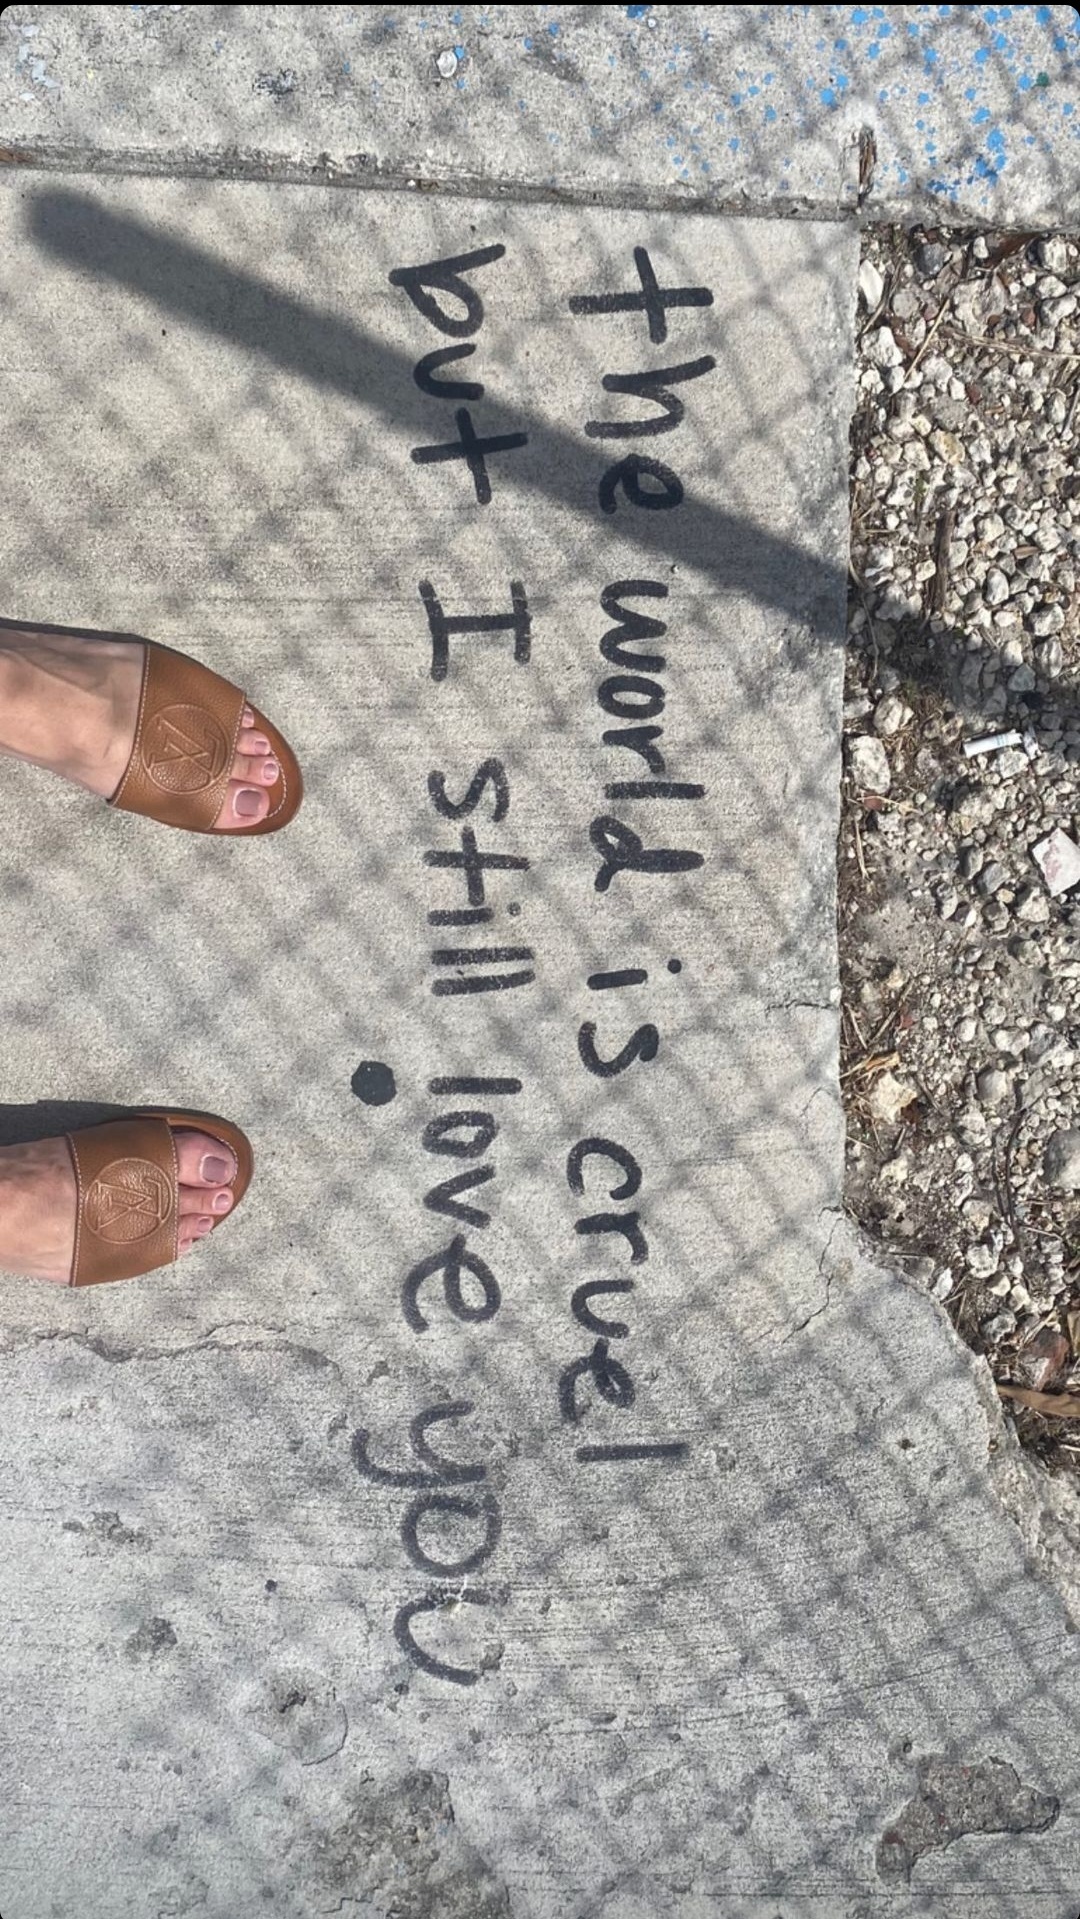 the world is cruel
but I still love you